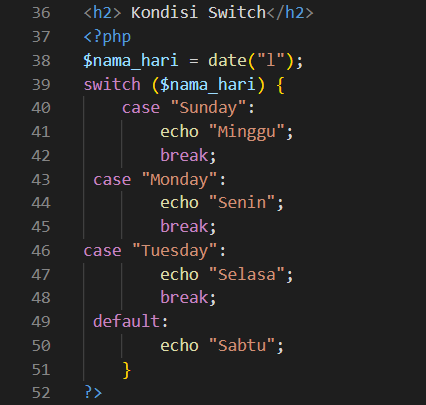 36 <h2> Kondisi Switch</h2>
37 <?php
38 $nama_hari = date("l");
39 switch ($nama_hari) {
40     case "Sunday":
41         echo "Minggu";
42         break;
43  case "Monday":
44         echo "Senin";
45         break;
46 case "Tuesday":
47         echo "Selasa";
48         break;
49  default:
50         echo "Sabtu";
51     }
52 ?>